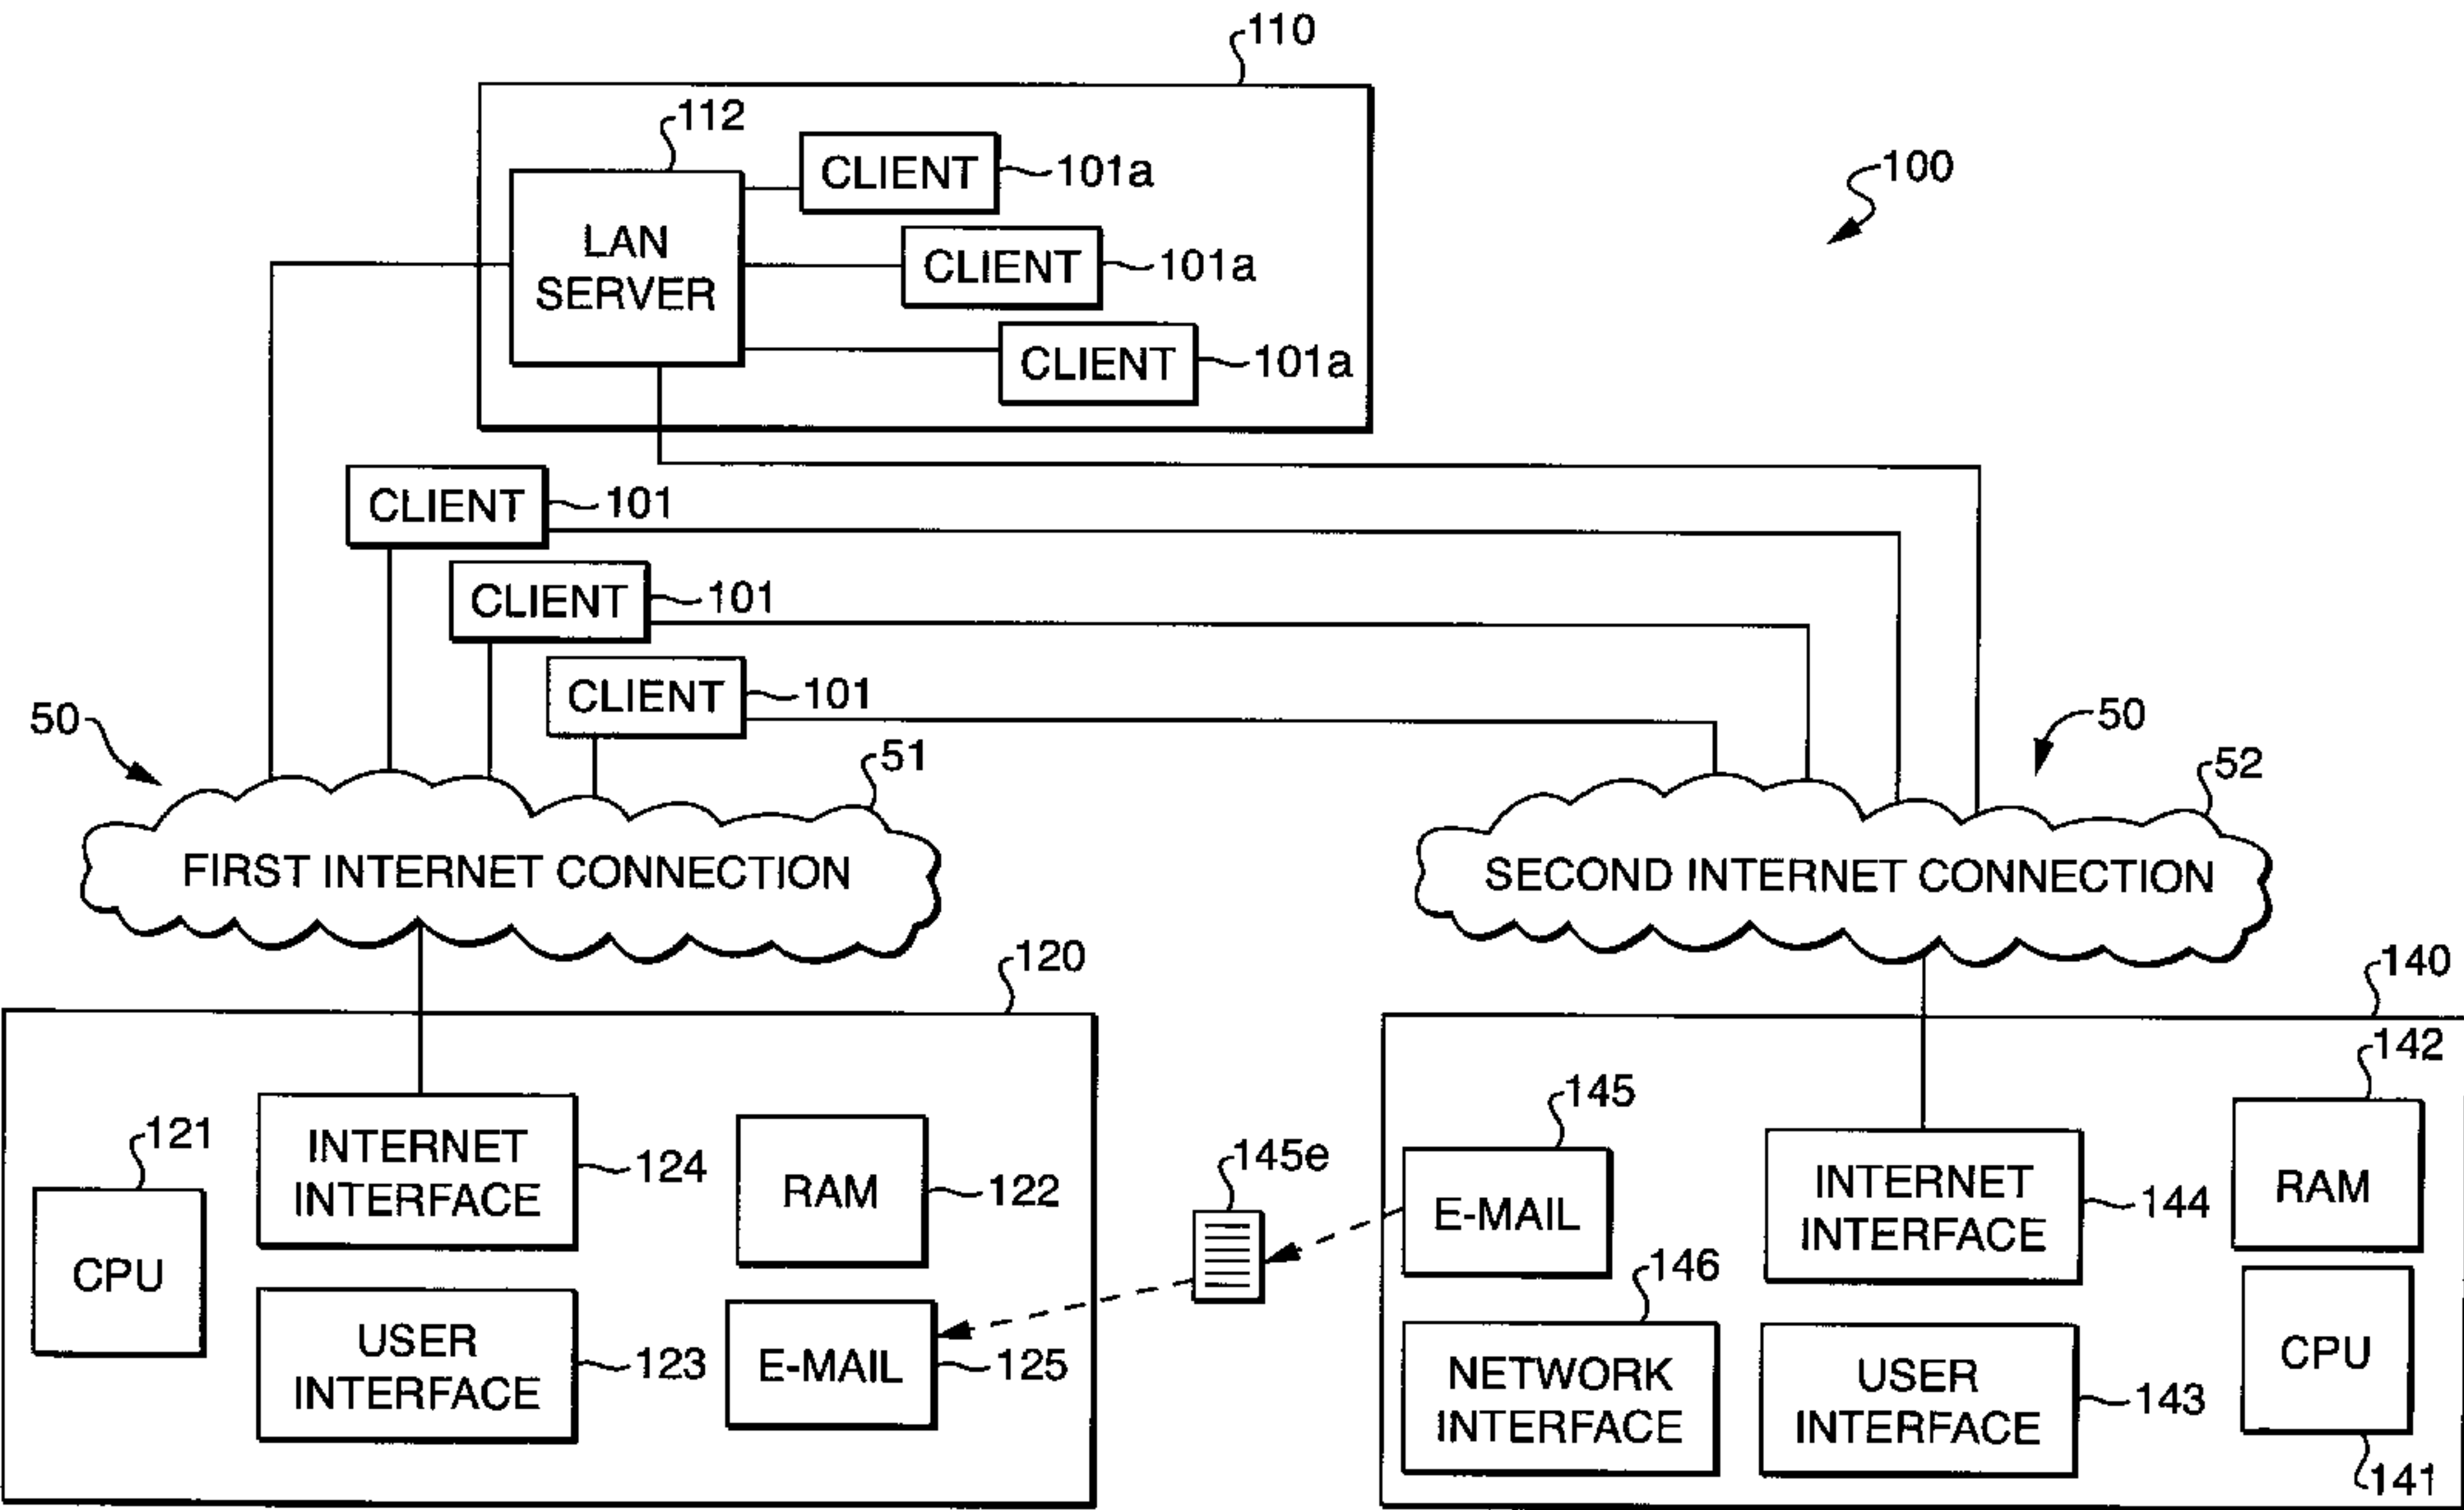 110
112
CLIENT
101a
100
LAN
SERVER
CLIENT
101a
CLIENT
101a
CLIENT
101
CLIENT
101
CLIENT
101
50
51
50
52
FIRST INTERNET CONNECTION
SECOND INTERNET CONNECTION
120
140
121
CPU
INTERNET
INTERFACE
124
RAM
122
USER
INTERFACE
123
E-MAIL
125
145e
145
E-MAIL
146
NETWORK
INTERFACE
INTERNET
INTERFACE
144
USER
INTERFACE
143
142
RAM
CPU
141